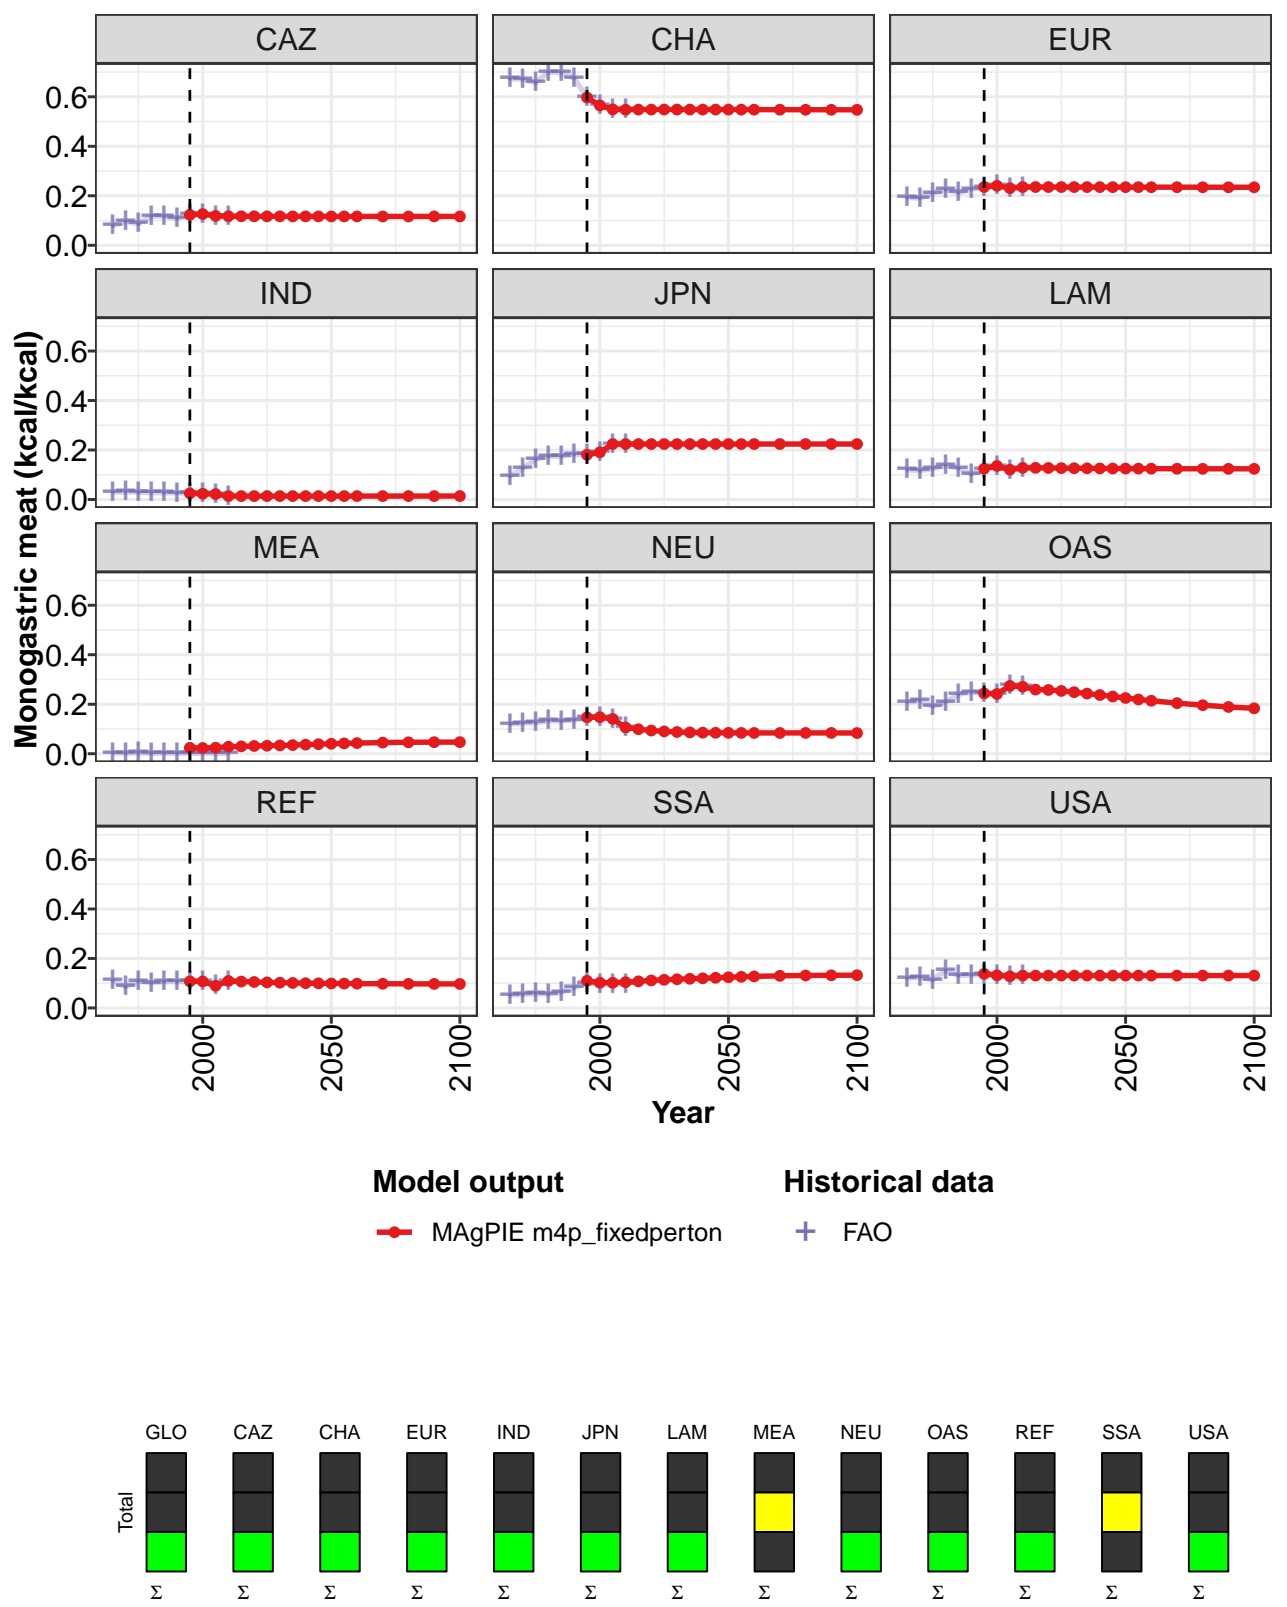 CAZ CHA EUR
0.6
0.4
0.2
0.0
IND JPN LAM
0.6
0.4
0.2
0.0
MEA NEU OAS
0.6
0.4
0.2
0.0
REF SSA USA
0.6
0.4
0.2
0.0
Monogastric meat (kcal/kcal)
2000 2050 2100 2000 2050 2100 2000 2050 2100
Year
Model output Historical data
MAgPIE m4p_fixedperton FAO
GLO CAZ CHA EUR IND JPN LAM MEA NEU OAS REF SSA USA
Total
Σ Σ Σ Σ Σ Σ Σ Σ Σ Σ Σ Σ Σ